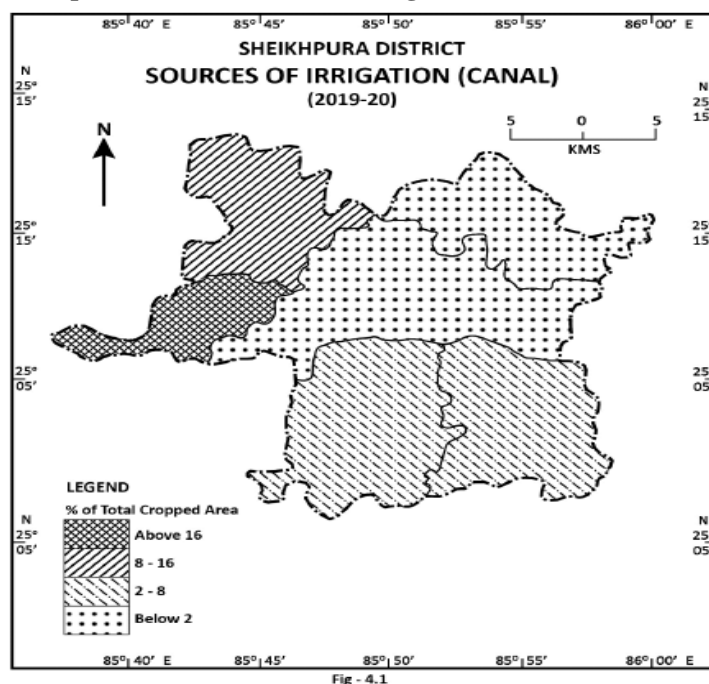 85° 40' E 85° 45' 85° 50' 85° 55' 86° 00' E
SHEIKHPURA DISTRICT
SOURCES OF IRRIGATION (CANAL)
(2019-20)
N
25°
15'
N
25°
15'
5 0 5
KMS
N
25°
15'
25°
15'
25°
05'
25°
05'
LEGEND
% of Total Cropped Area
Above 16
8 - 16
2 - 8
Below 2
N
25°
05'
N
25°
05'
85° 40' E 85° 45' 85° 50' 85° 55' 86° 00' E
Fig - 4.1